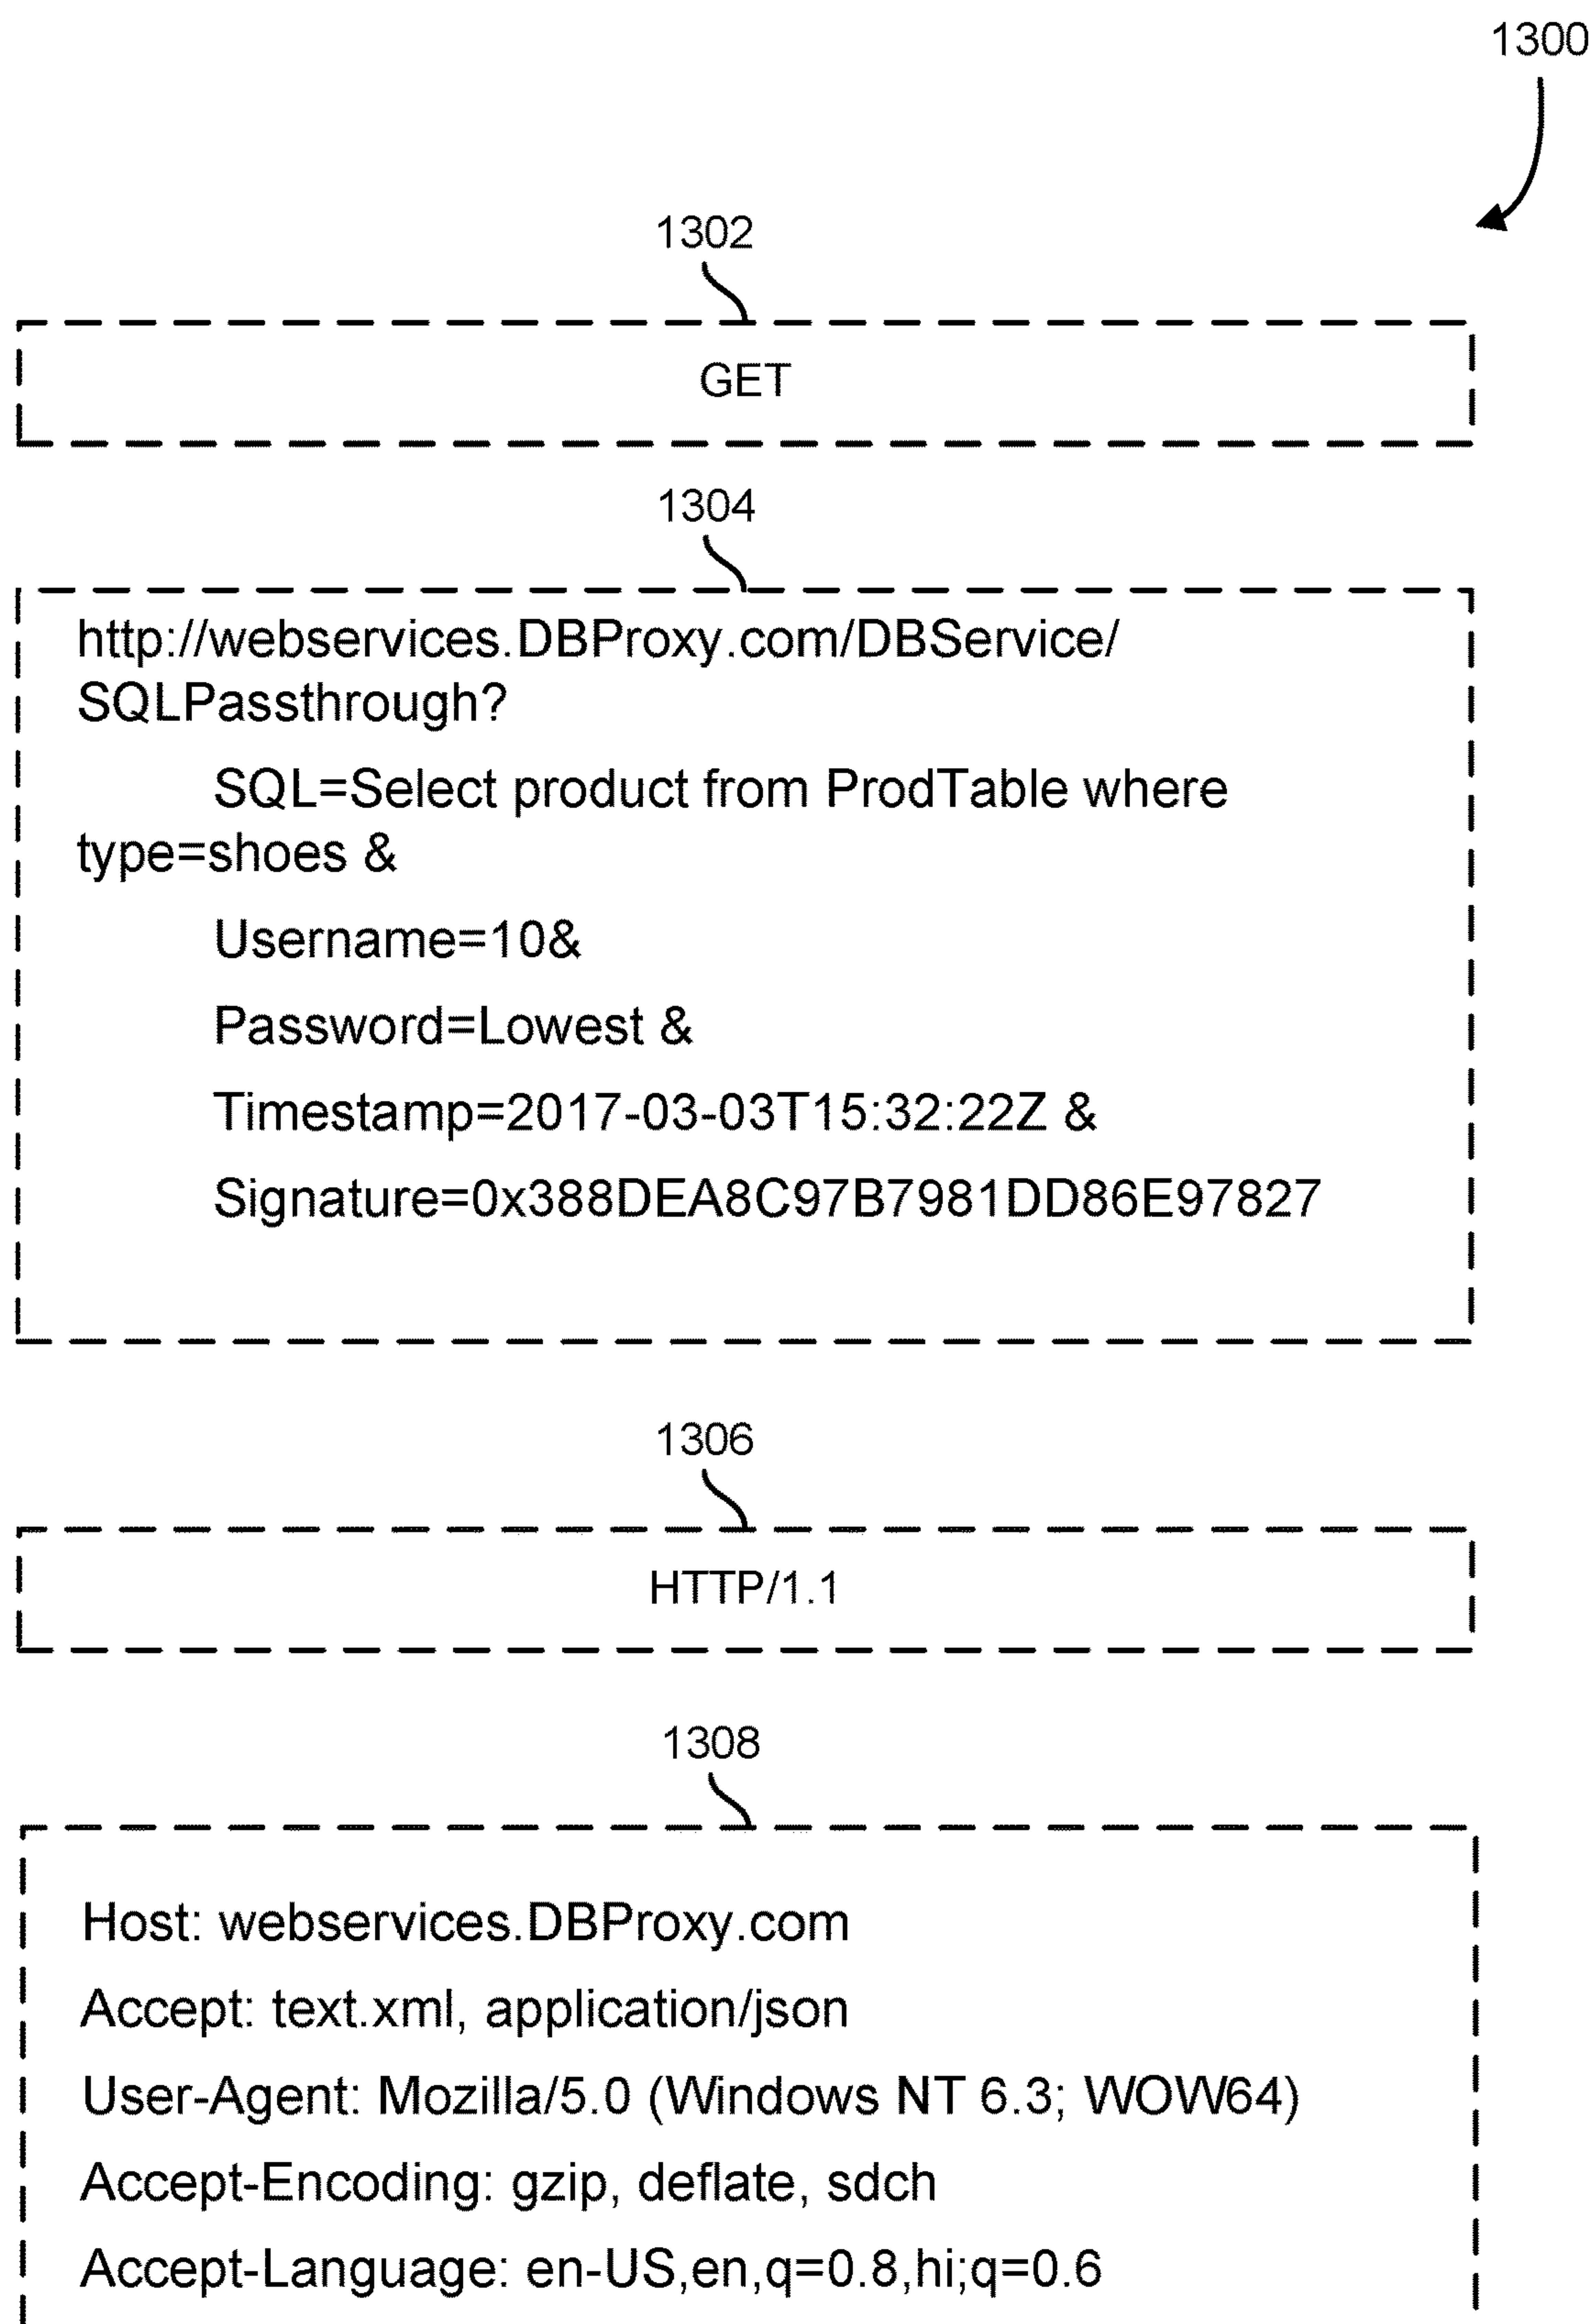 1300
1302
GET
1304
http://webservices.DBProxy.com/DBService/
SQLPassthrough?
SQL=Select product from ProdTable where
type=shoes &
Username=10&
Password=Lowest &
Timestamp=2017-03-03T15:32:22Z &
Signature=0x388DEA8C97B7981DD86E97827
1306
HTTP/1.1
1308
Host: webservices.DBProxy.com
Accept: text.xml, application/json
User-Agent: Mozilla/5.0 (Windows NT 6.3; WOW64)
Accept-Encoding: gzip, deflate, sdch
Accept-Language: en-US,en,q=0.8,hi;q=0.6